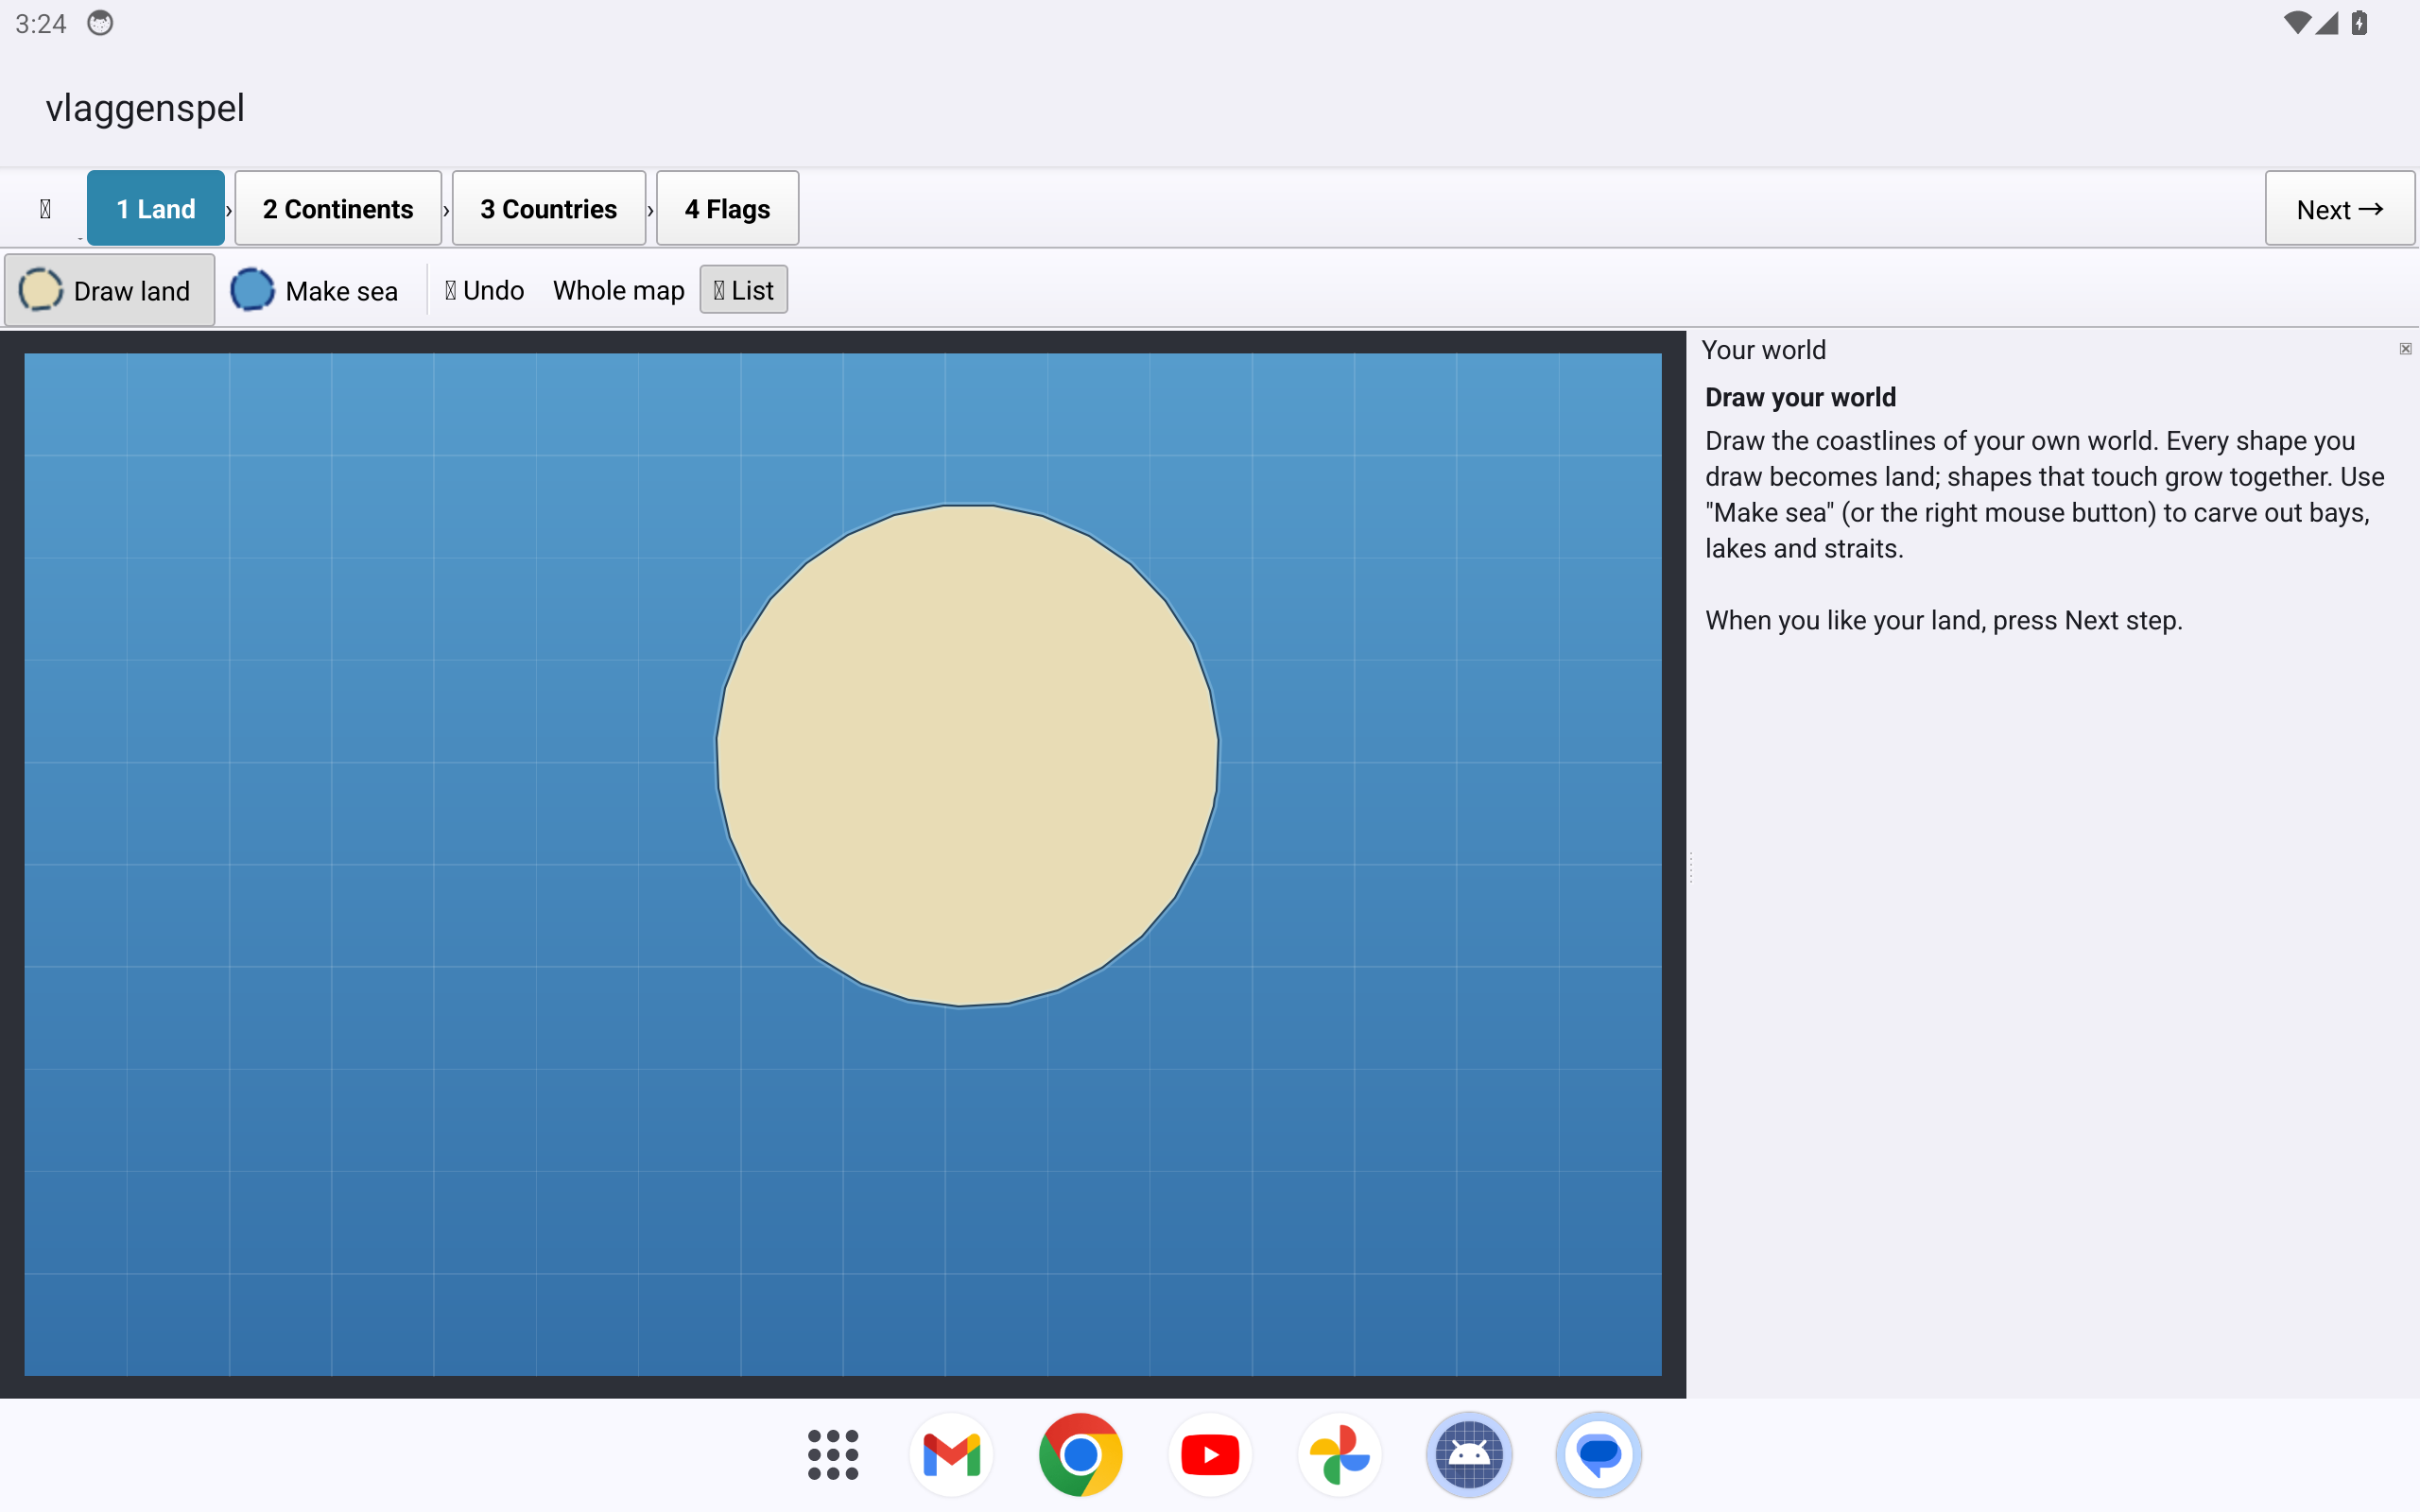 3:24
vlaggenspel
1 Land › 2 Continents › 3 Countries › 4 Flags Next →
Draw land Make sea Undo Whole map List
Your world
Draw your world
Draw the coastlines of your own world. Every shape you
draw becomes land; shapes that touch grow together. Use
"Make sea" (or the right mouse button) to carve out bays,
lakes and straits.
When you like your land, press Next step.